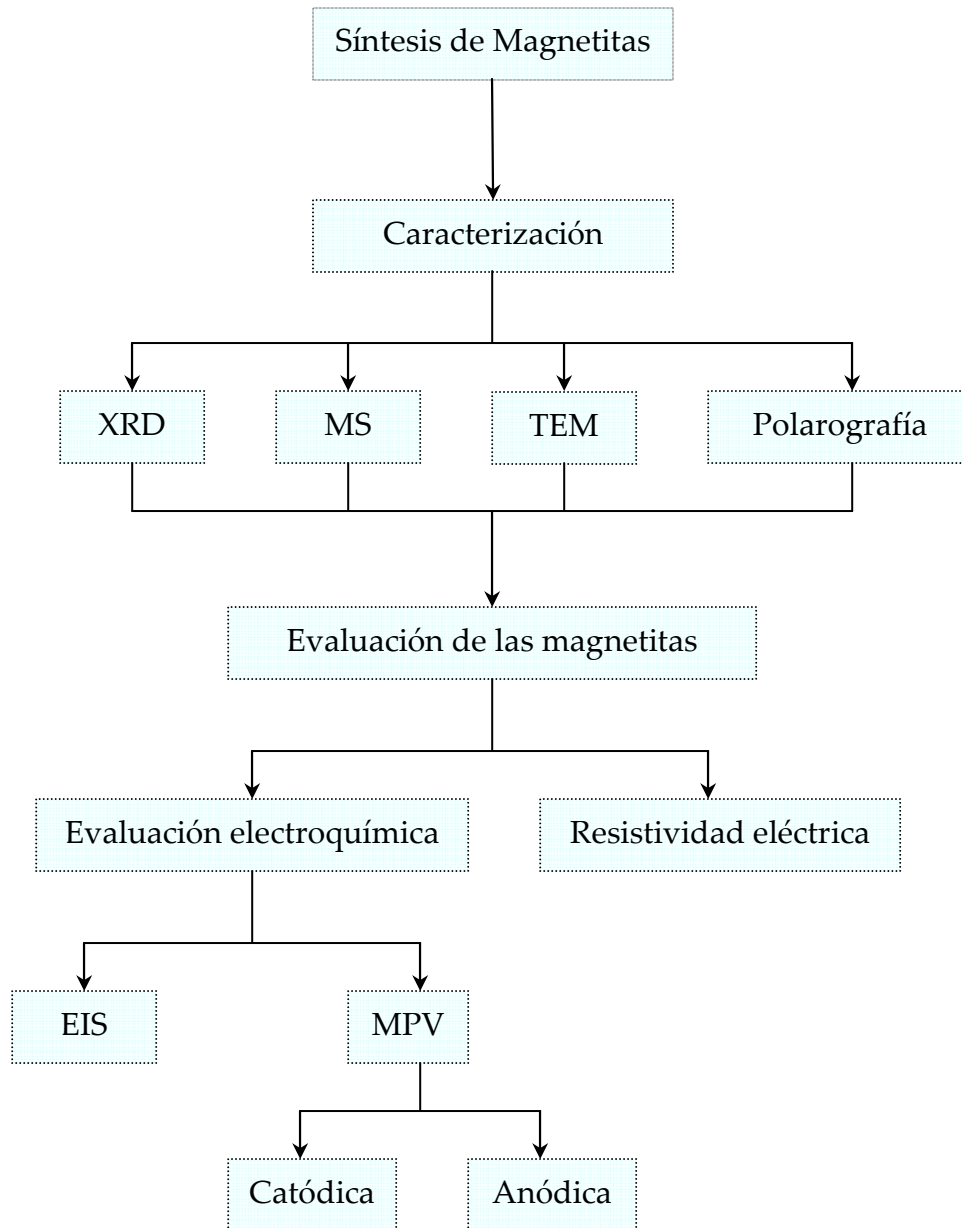 Síntesis de Magnetitas
Caracterización
XRD
MS
TEM
Polarografía
Evaluación de las magnetitas
Evaluación electroquímica
Resistividad eléctrica
EIS
MPV
Catódica
Anódica